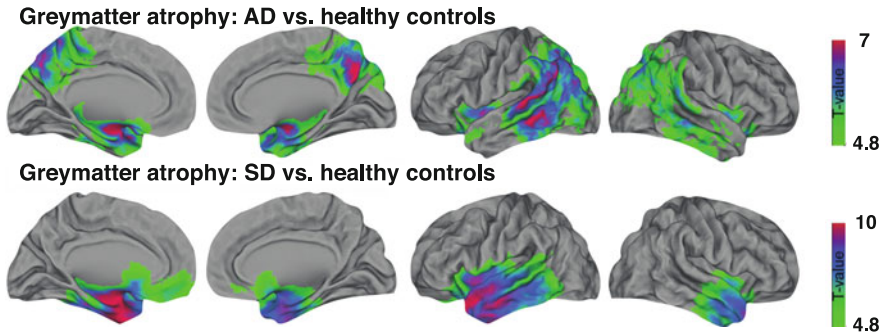 Greymatter atrophy: AD vs. healthy controls
7
T-value
4.8
Greymatter atrophy: SD vs. healthy controls
10
T-value
4.8